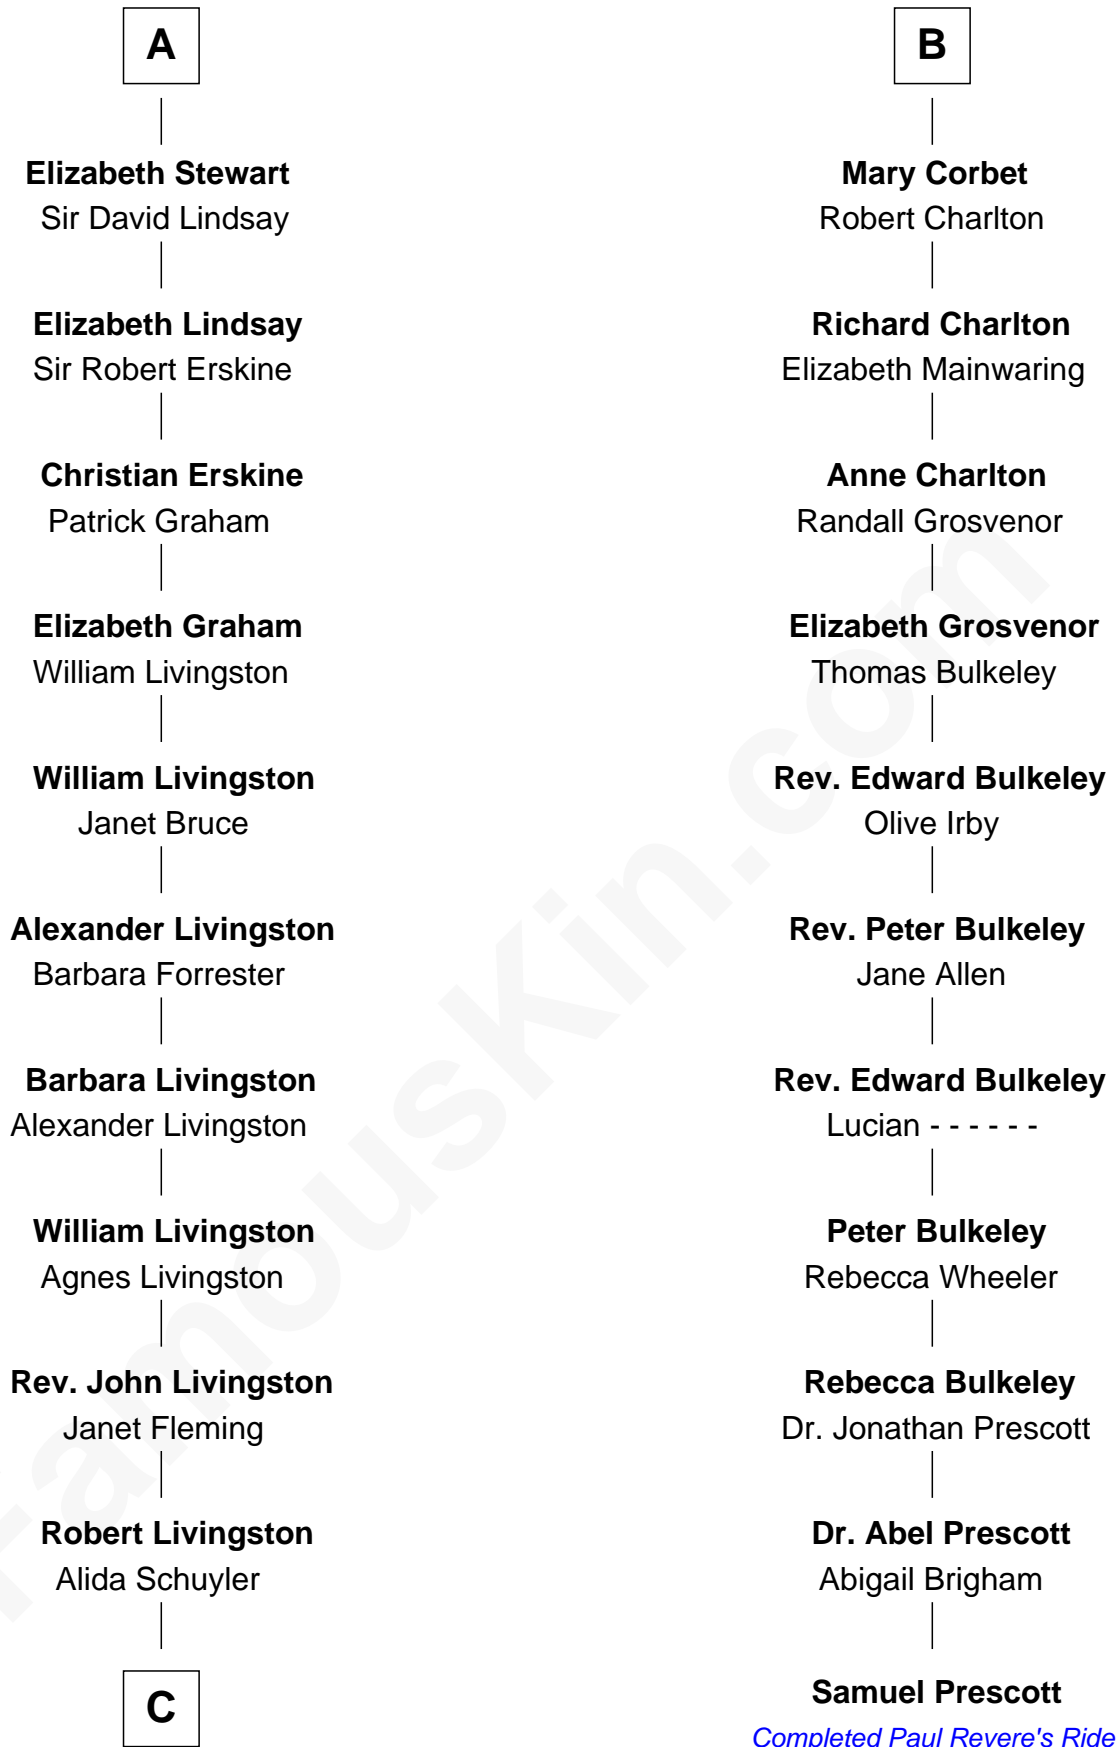 A
Elizabeth Stewart
Sir David Lindsay
Elizabeth Lindsay
Sir Robert Erskine
Christian Erskine
Patrick Graham
Elizabeth Graham
William Livingston
William Livingston
Janet Bruce
Alexander Livingston
Barbara Forrester
Barbara Livingston
Alexander Livingston
William Livingston
Agnes Livingston
Rev. John Livingston
Janet Fleming
Robert Livingston
Alida Schuyler
C
B
Mary Corbet
Robert Charlton
Richard Charlton
Elizabeth Mainwaring
Anne Charlton
Randall Grosvenor
Elizabeth Grosvenor
Thomas Bulkeley
Rev. Edward Bulkeley
Olive Irby
Rev. Peter Bulkeley
Jane Allen
Rev. Edward Bulkeley
Lucian - - - - - -
Peter Bulkeley
Rebecca Wheeler
Rebecca Bulkeley
Dr. Jonathan Prescott
Dr. Abel Prescott
Abigail Brigham
Samuel Prescott
Completed Paul Revere's Ride
FamousKin.com